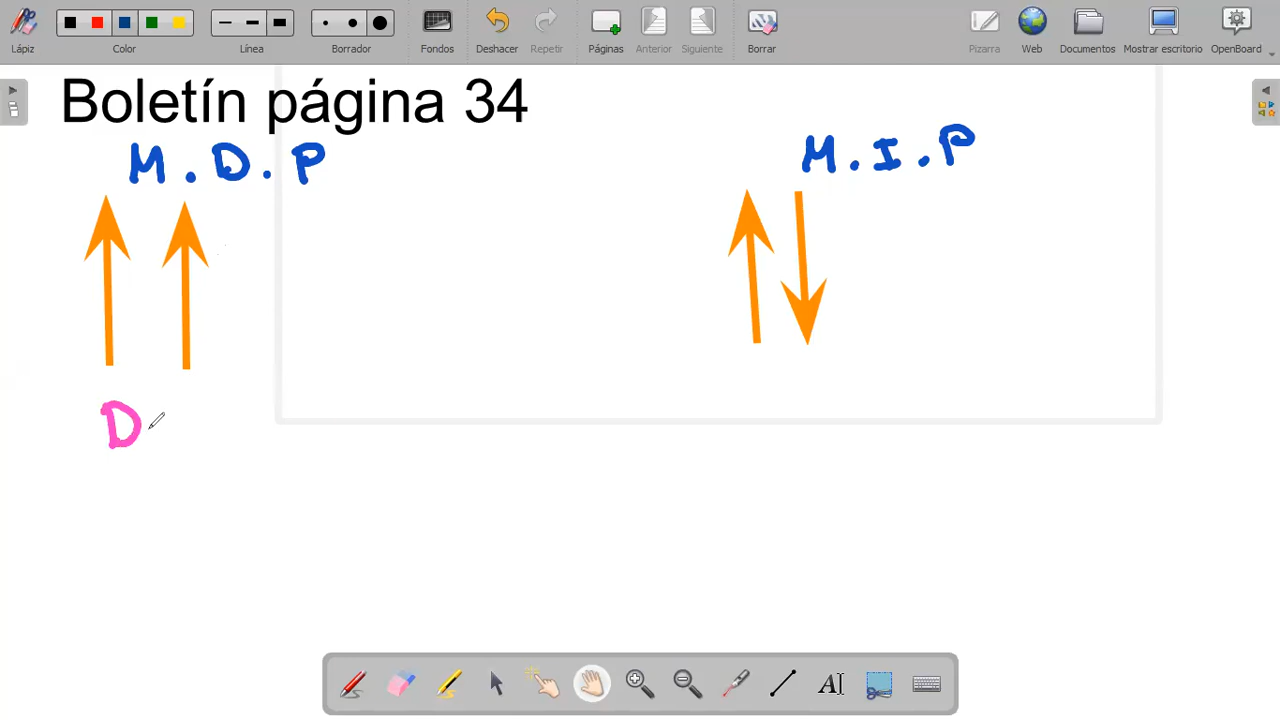 Lápiz Color Línea Borrador Fondos Deshacer Repetir Páginas Anterior Siguiente Borrar Pizarra Web Documentos Mostrar escritorio OpenBoard
Boletín página 34
M. D. P
M. I. P
D
AI